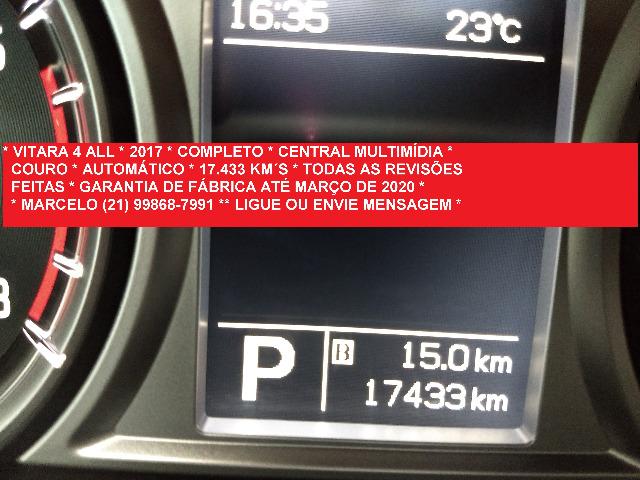 16:35 23°C
* VITARA 4 ALL * 2017 * COMPLETO * CENTRAL MULTIMÍDIA *
COURO * AUTOMÁTICO * 17.433 KM´S * TODAS AS REVISÕES
FEITAS * GARANTIA DE FÁBRICA ATÉ MARÇO DE 2020 *
* MARCELO (21) 99868-7991 ** LIGUE OU ENVIE MENSAGEM *
P B 15.0 km
17433 km